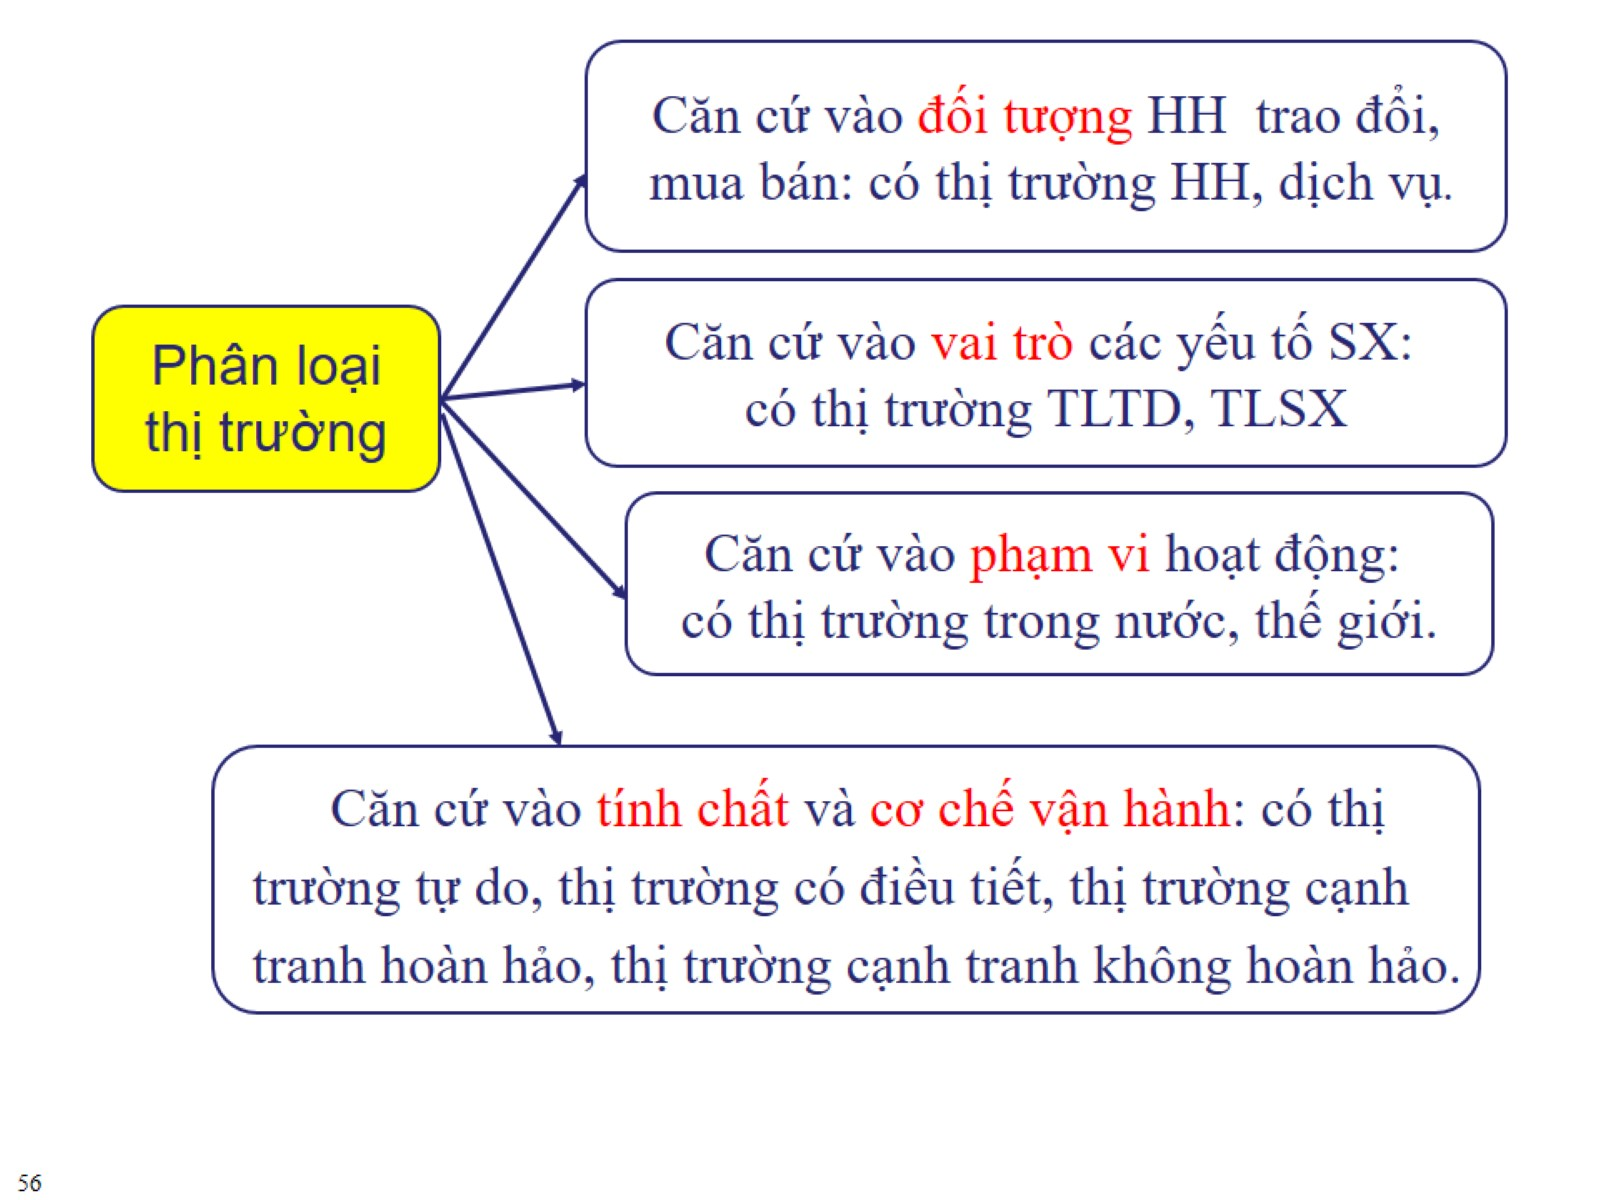 Căn cứ vào đối tượng HH trao đổi,
mua bán: có thị trường HH, dịch vụ.
Phân loại
thị trường
Căn cứ vào vai trò các yếu tố SX:
có thị trường TLTD, TLSX
Căn cứ vào phạm vi hoạt động:
có thị trường trong nước, thế giới.
Căn cứ vào tính chất và cơ chế vận hành: có thị
trường tự do, thị trường có điều tiết, thị trường cạnh
tranh hoàn hảo, thị trường cạnh tranh không hoàn hảo.
56